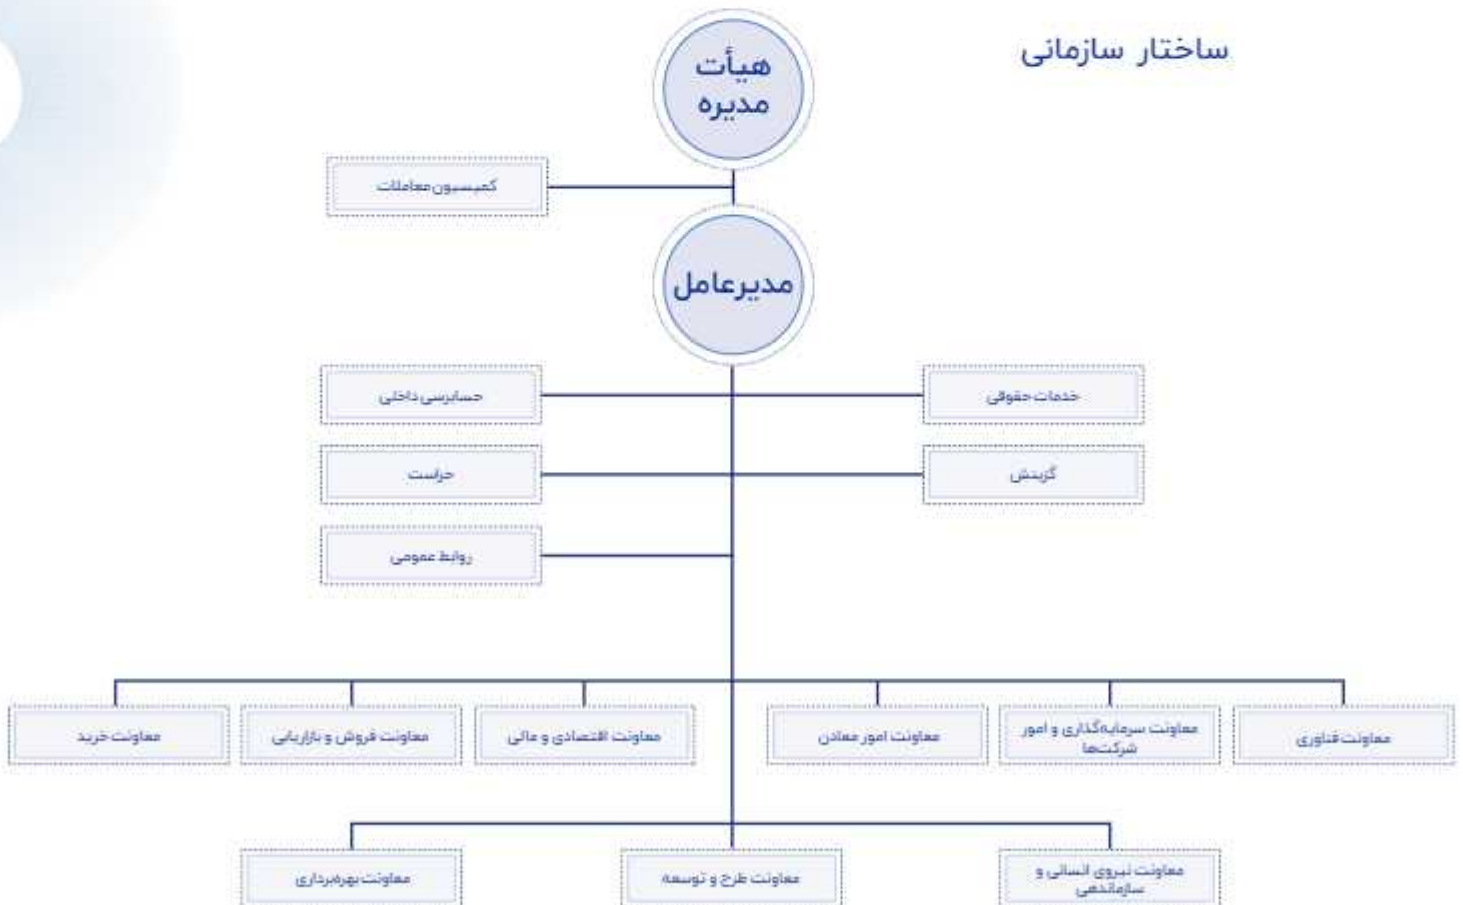 ساختار سازمانی
هیأت
مدیره
کمیسیون معاملات
مدیرعامل
خدمات حقوقی
حسابرسی داخلی
گزینش
حراست
روابط عمومی
معاونت فناوری
معاونت سرمایه‌گذاری و امور
شرکت‌ها
معاونت امور معادن
معاونت اقتصادی و مالی
معاونت فروش و بازاریابی
معاونت خرید
معاونت نیروی انسانی و
سازماندهی
معاونت طرح و توسعه
معاونت بهره‌برداری